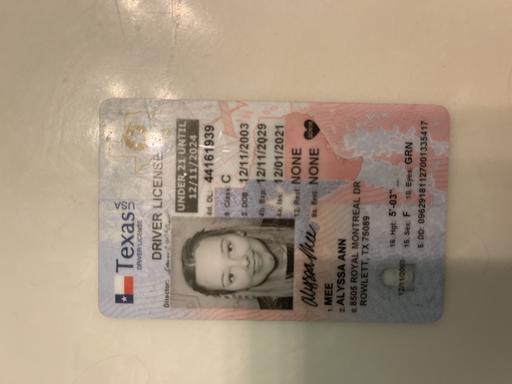 Texas USA
DRIVER LICENSE
DRIVER LICENSE
Director
UNDER 21 UNTIL
12/11/2024
4d. DL 44161939
9. Class C
3. DOB 12/11/2003
4b. Exp 12/11/2029
4a. Iss 12/01/2021
12. Rest NONE
9a. End NONE
Alyssa Mee
1. MEE
2. ALYSSA ANN
8. 8505 ROYAL MONTREAL DR
ROWLETT, TX 75089
16. Hgt 5'-03"
15. Sex F
18. Eyes GRN
5. DD 09629181127001335417